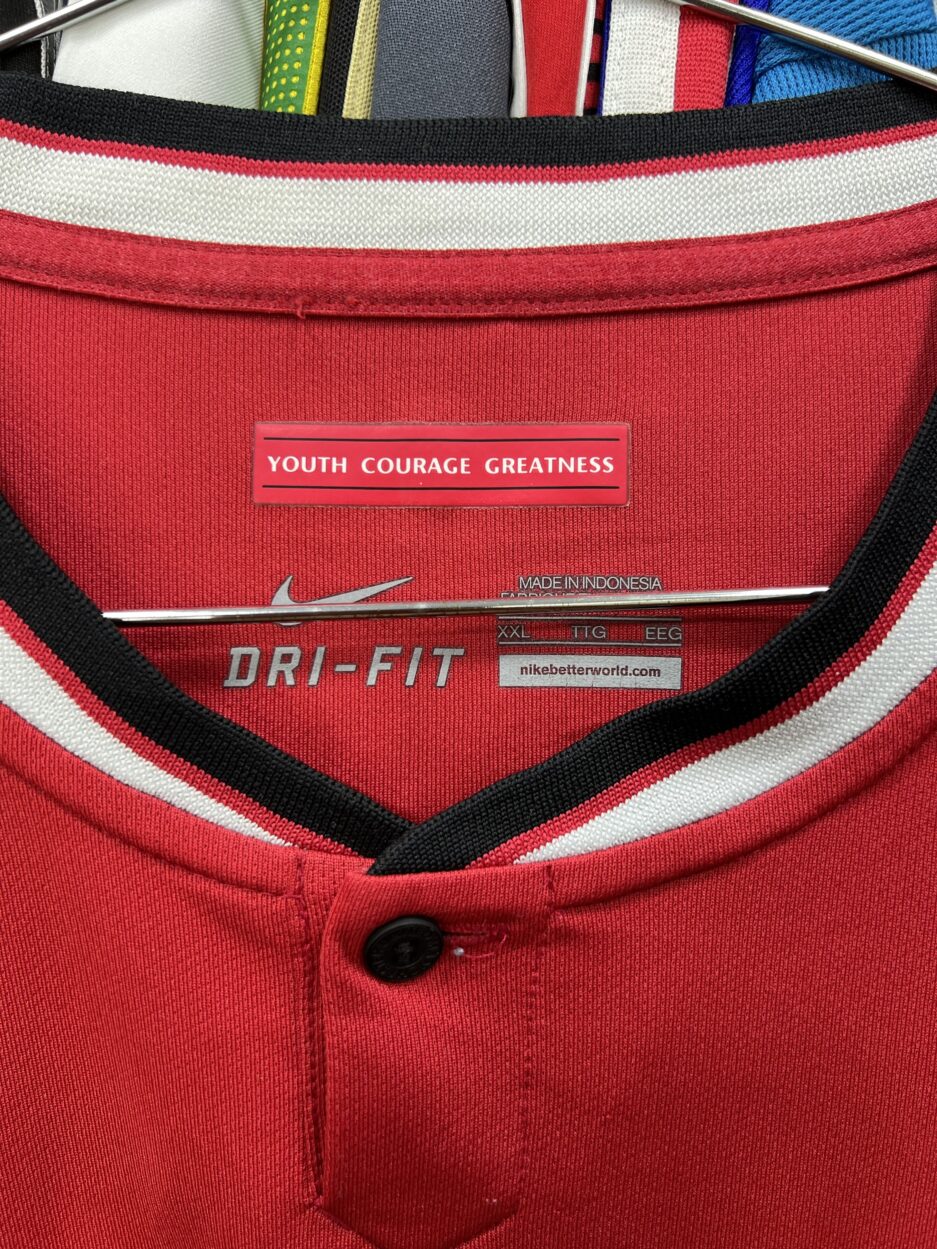 YOUTH COURAGE GREATNESS
MADE IN INDONESIA
XXL TTG EEG
DRI-FIT
nikebetterworld.com